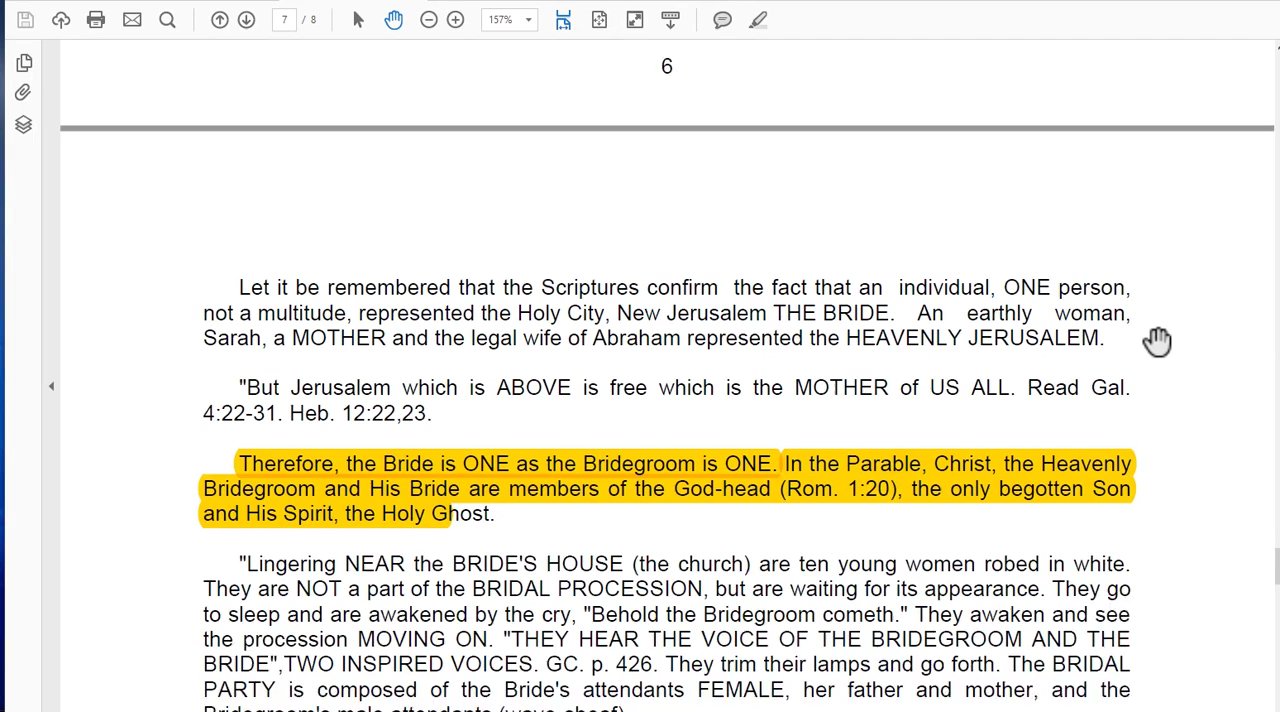 7 / 8
157%
6
Let it be remembered that the Scriptures confirm the fact that an individual, ONE person,
not a multitude, represented the Holy City, New Jerusalem THE BRIDE. An earthly woman,
Sarah, a MOTHER and the legal wife of Abraham represented the HEAVENLY JERUSALEM.
"But Jerusalem which is ABOVE is free which is the MOTHER of US ALL. Read Gal.
4:22-31. Heb. 12:22,23.
Therefore, the Bride is ONE as the Bridegroom is ONE. In the Parable, Christ, the Heavenly
Bridegroom and His Bride are members of the God-head (Rom. 1:20), the only begotten Son
and His Spirit, the Holy Ghost.
"Lingering NEAR the BRIDE'S HOUSE (the church) are ten young women robed in white.
They are NOT a part of the BRIDAL PROCESSION, but are waiting for its appearance. They go
to sleep and are awakened by the cry, "Behold the Bridegroom cometh." They awaken and see
the procession MOVING ON. "THEY HEAR THE VOICE OF THE BRIDEGROOM AND THE
BRIDE",TWO INSPIRED VOICES. GC. p. 426. They trim their lamps and go forth. The BRIDAL
PARTY is composed of the Bride's attendants FEMALE, her father and mother, and the
Bridegroom's male attendants (wave-sheaf)